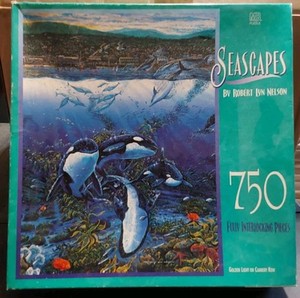 SEASCAPES
BY ROBERT LYN NELSON
750
FULLY INTERLOCKING PIECES